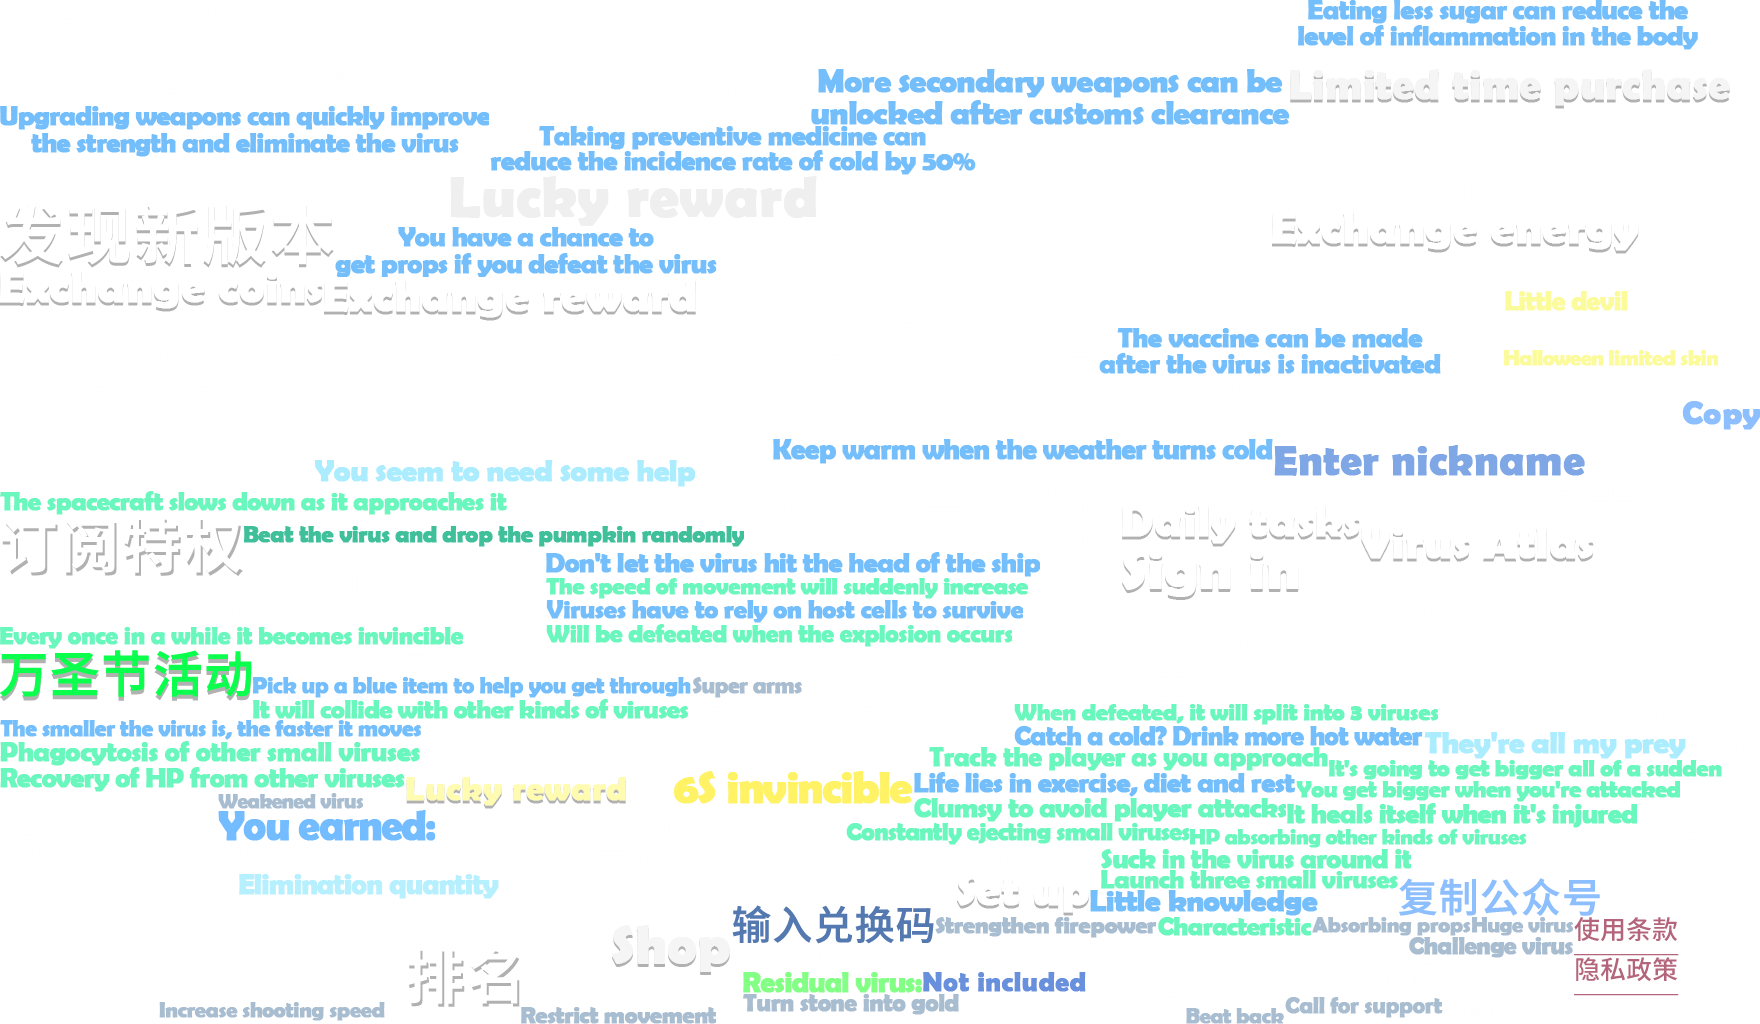 Eating less sugar can reduce the
level of inflammation in the body
More secondary weapons can be
unlocked after customs clearance
Limited time purchase
Upgrading weapons can quickly improve
the strength and eliminate the virus
Taking preventive medicine can
reduce the incidence rate of cold by 50%
Lucky reward
发现新版本
You have a chance to
get props if you defeat the virus
Exchange energy
Exchange coins
Exchange reward
Little devil
The vaccine can be made
after the virus is inactivated
Halloween limited skin
Copy
Keep warm when the weather turns cold
Enter nickname
You seem to need some help
The spacecraft slows down as it approaches it
订阅特权
Beat the virus and drop the pumpkin randomly
Daily tasks
Virus Atlas
Sign in
Don't let the virus hit the head of the ship
The speed of movement will suddenly increase
Viruses have to rely on host cells to survive
Will be defeated when the explosion occurs
Every once in a while it becomes invincible
万圣节活动
Pick up a blue item to help you get through
Super arms
It will collide with other kinds of viruses
The smaller the virus is, the faster it moves
Phagocytosis of other small viruses
Recovery of HP from other viruses
When defeated, it will split into 3 viruses
Catch a cold? Drink more hot water
They're all my prey
Track the player as you approach
It's going to get bigger all of a sudden
Weakened virus
Lucky reward
6S invincible
Life lies in exercise, diet and rest
You get bigger when you're attacked
Clumsy to avoid player attacks
It heals itself when it's injured
You earned:
Constantly ejecting small viruses
HP absorbing other kinds of viruses
Suck in the virus around it
Launch three small viruses
Elimination quantity
Set up
Little knowledge
复制公众号
输入兑换码
Strengthen firepower
Characteristic
Absorbing props
Huge virus
使用条款
Shop
Challenge virus
隐私政策
排名
Residual virus:
Not included
Turn stone into gold
Increase shooting speed
Restrict movement
Beat back
Call for support